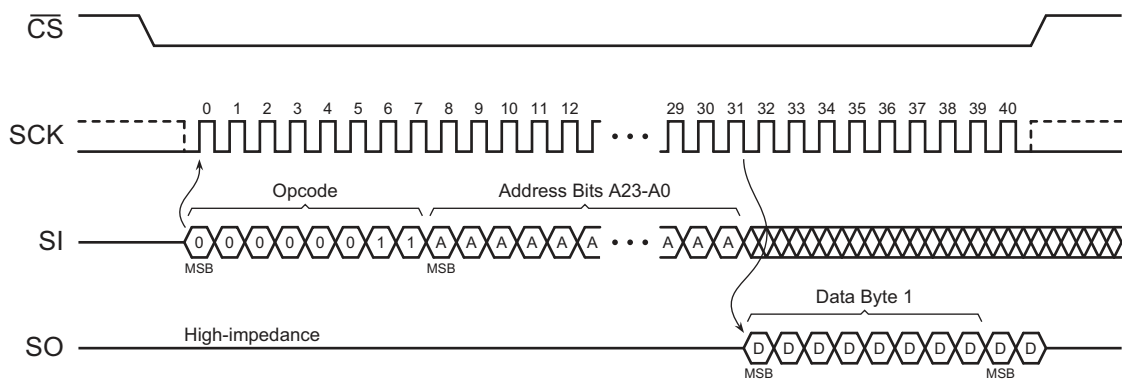 CS
SCK
0 1 2 3 4 5 6 7 8 9 10 11 12 29 30 31 32 33 34 35 36 37 38 39 40
Opcode Address Bits A23-A0
SI
0 0 0 0 0 0 1 1 A A A A A A A A A
MSB MSB
Data Byte 1
High-impedance
SO
D D D D D D D D D D
MSB MSB